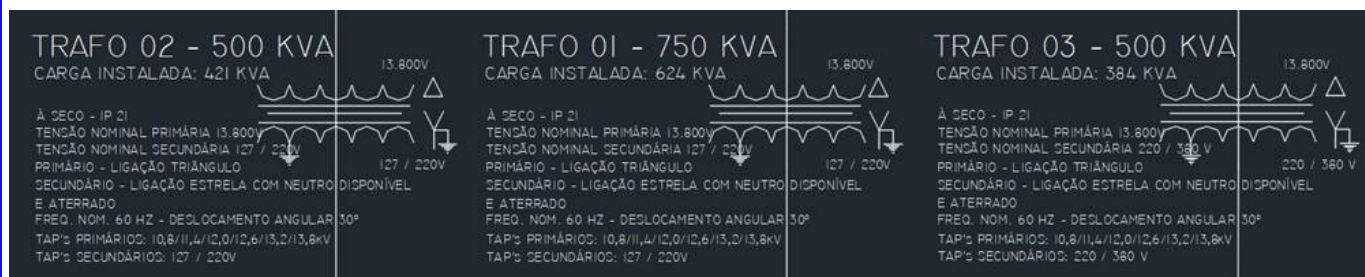 TRAFO 02 - 500 KVA
CARGA INSTALADA: 421 KVA
13.800V
À SECO - IP 21
TENSÃO NOMINAL PRIMÁRIA 13.800V
TENSÃO NOMINAL SECUNDÁRIA 127 / 220V
PRIMÁRIO - LIGAÇÃO TRIÂNGULO
127 / 220V
SECUNDÁRIO - LIGAÇÃO ESTRELA COM NEUTRO DISPONÍVEL
E ATERRADO
FREQ. NOM. 60 HZ - DESLOCAMENTO ANGULAR 30°
TAP's PRIMÁRIOS: 10,8/11,4/12,0/12,6/13,2/13,8KV
TAP's SECUNDÁRIOS: 127 / 220V
TRAFO 01 - 750 KVA
CARGA INSTALADA: 624 KVA
13.800V
À SECO - IP 21
TENSÃO NOMINAL PRIMÁRIA 13.800V
TENSÃO NOMINAL SECUNDÁRIA 127 / 220V
PRIMÁRIO - LIGAÇÃO TRIÂNGULO
127 / 220V
SECUNDÁRIO - LIGAÇÃO ESTRELA COM NEUTRO DISPONÍVEL
E ATERRADO
FREQ. NOM. 60 HZ - DESLOCAMENTO ANGULAR 30°
TAP's PRIMÁRIOS: 10,8/11,4/12,0/12,6/13,2/13,8KV
TAP's SECUNDÁRIOS: 127 / 220V
TRAFO 03 - 500 KVA
CARGA INSTALADA: 384 KVA
13.800V
À SECO - IP 21
TENSÃO NOMINAL PRIMÁRIA 13.800V
TENSÃO NOMINAL SECUNDÁRIA 220 / 380 V
PRIMÁRIO - LIGAÇÃO TRIÂNGULO
220 / 380 V
SECUNDÁRIO - LIGAÇÃO ESTRELA COM NEUTRO DISPONÍVEL
E ATERRADO
FREQ. NOM. 60 HZ - DESLOCAMENTO ANGULAR 30°
TAP's PRIMÁRIOS: 10,8/11,4/12,0/12,6/13,2/13,8KV
TAP's SECUNDÁRIOS: 220 / 380 V